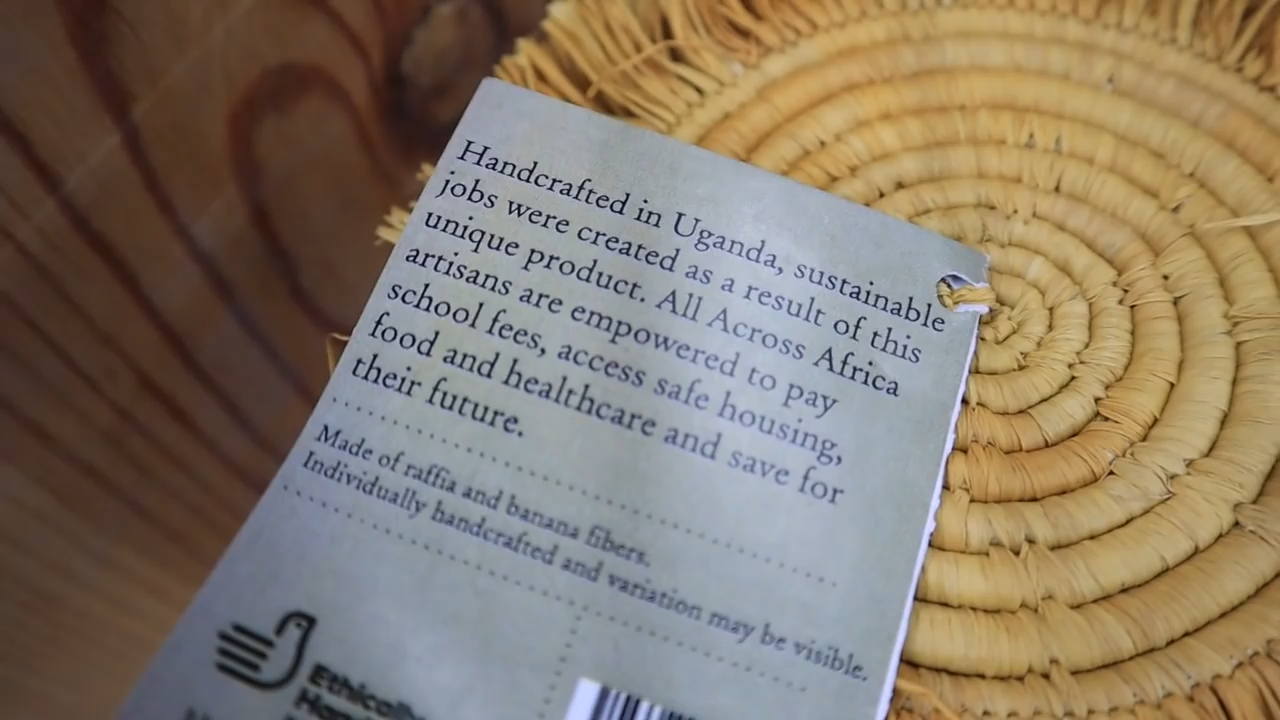 Handcrafted in Uganda, sustainable
jobs were created as a result of this
unique product. All Across Africa
artisans are empowered to pay
school fees, access safe housing,
food and healthcare and save for
their future.
Made of raffia and banana fibers.
Individually handcrafted and variation may be visible.